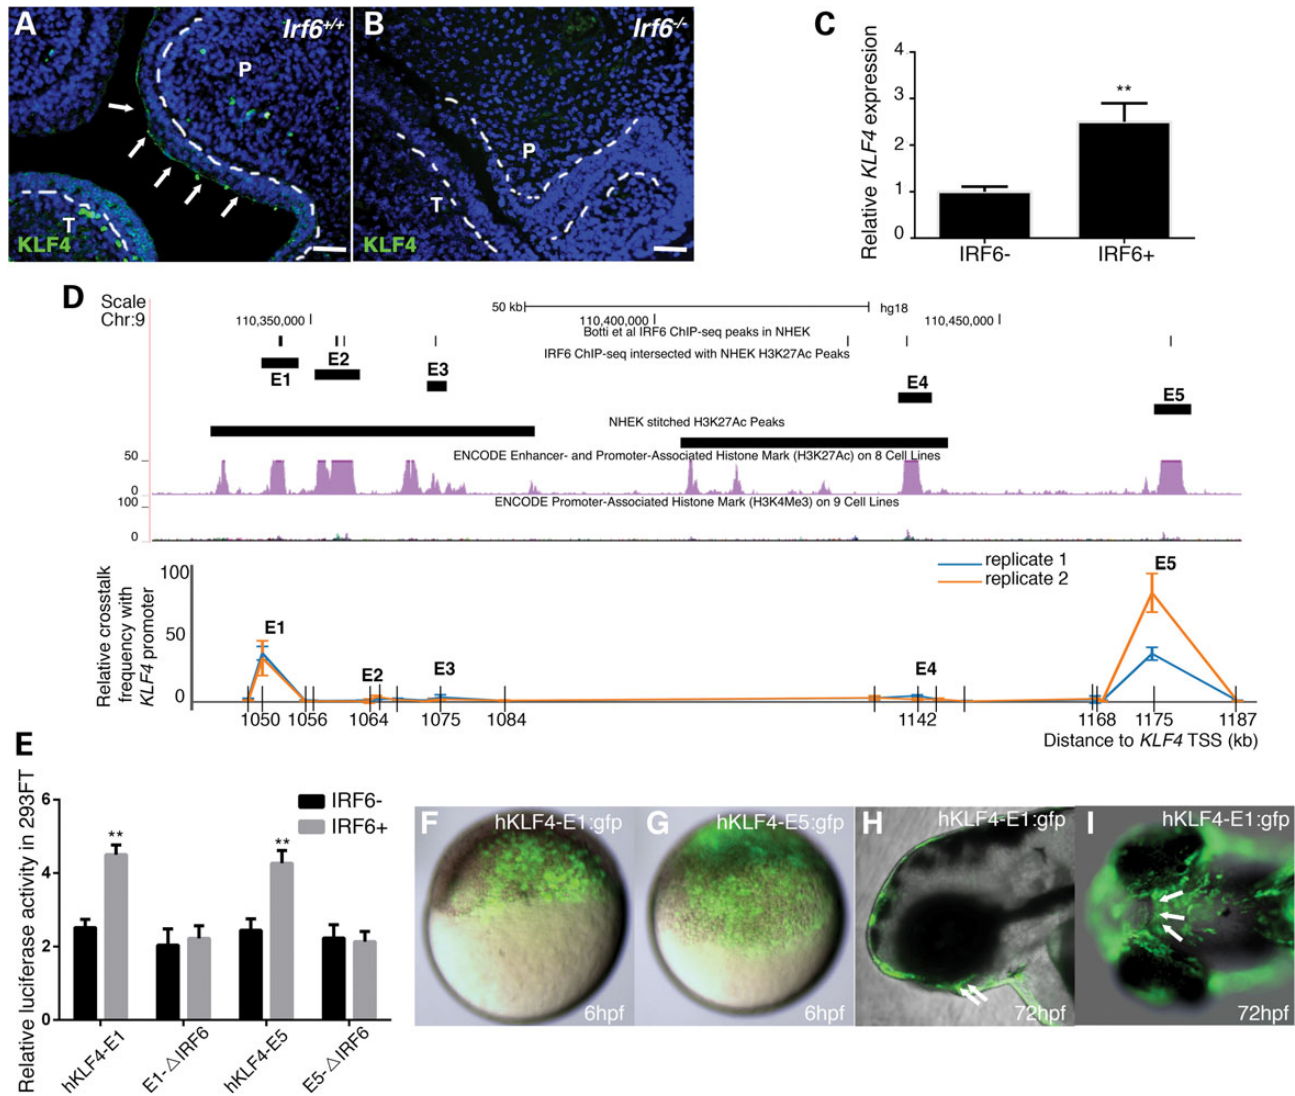 A
Irf6+/+
P
T
KLF4
B
Irf6-/-
P
T
KLF4
C
Relative KLF4 expression
4
3
2
1
0
**
IRF6-
IRF6+
D
Scale
Chr:9
50 kb
hg18
110,350,000
110,400,000
110,450,000
Botti et al IRF6 ChIP-seq peaks in NHEK
IRF6 ChIP-seq intersected with NHEK H3K27Ac Peaks
E1
E2
E3
E4
E5
NHEK stitched H3K27Ac Peaks
ENCODE Enhancer- and Promoter-Associated Histone Mark (H3K27Ac) on 8 Cell Lines
50
0
ENCODE Promoter-Associated Histone Mark (H3K4Me3) on 9 Cell Lines
100
0
Relative crosstalk
frequency with
KLF4 promoter
100
50
0
replicate 1
replicate 2
E1
E2
E3
E4
E5
1050
1056
1064
1075
1084
1142
1168
1175
1187
Distance to KLF4 TSS (kb)
E
Relative luciferase activity in 293FT
6
4
2
0
IRF6-
IRF6+
**
**
hKLF4-E1
E1-△IRF6
hKLF4-E5
E5-△IRF6
F
hKLF4-E1:gfp
6hpf
G
hKLF4-E5:gfp
6hpf
H
hKLF4-E1:gfp
72hpf
I
hKLF4-E1:gfp
72hpf